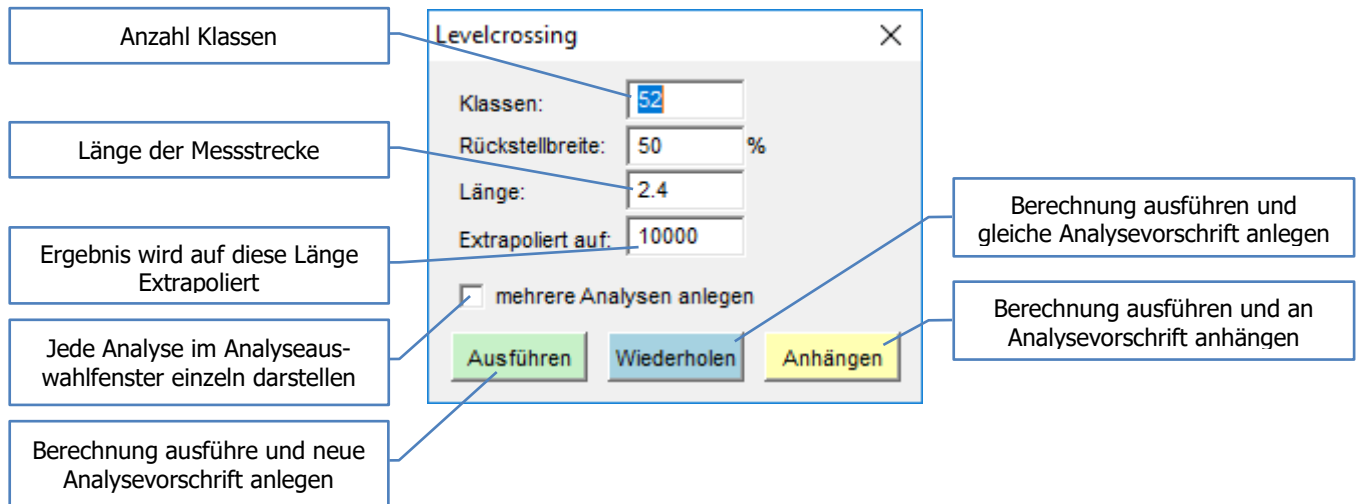 Anzahl Klassen
Länge der Messstrecke
Ergebnis wird auf diese Länge
Extrapoliert
Jede Analyse im Analyseaus-
wahlfenster einzeln darstellen
Berechnung ausführe und neue
Analysevorschrift anlegen
Levelcrossing
Klassen: 52
Rückstellbreite: 50 %
Länge: 2.4
Extrapoliert auf: 10000
mehrere Analysen anlegen
Ausführen Wiederholen Anhängen
Berechnung ausführen und
gleiche Analysevorschrift anlegen
Berechnung ausführen und an
Analysevorschrift anhängen